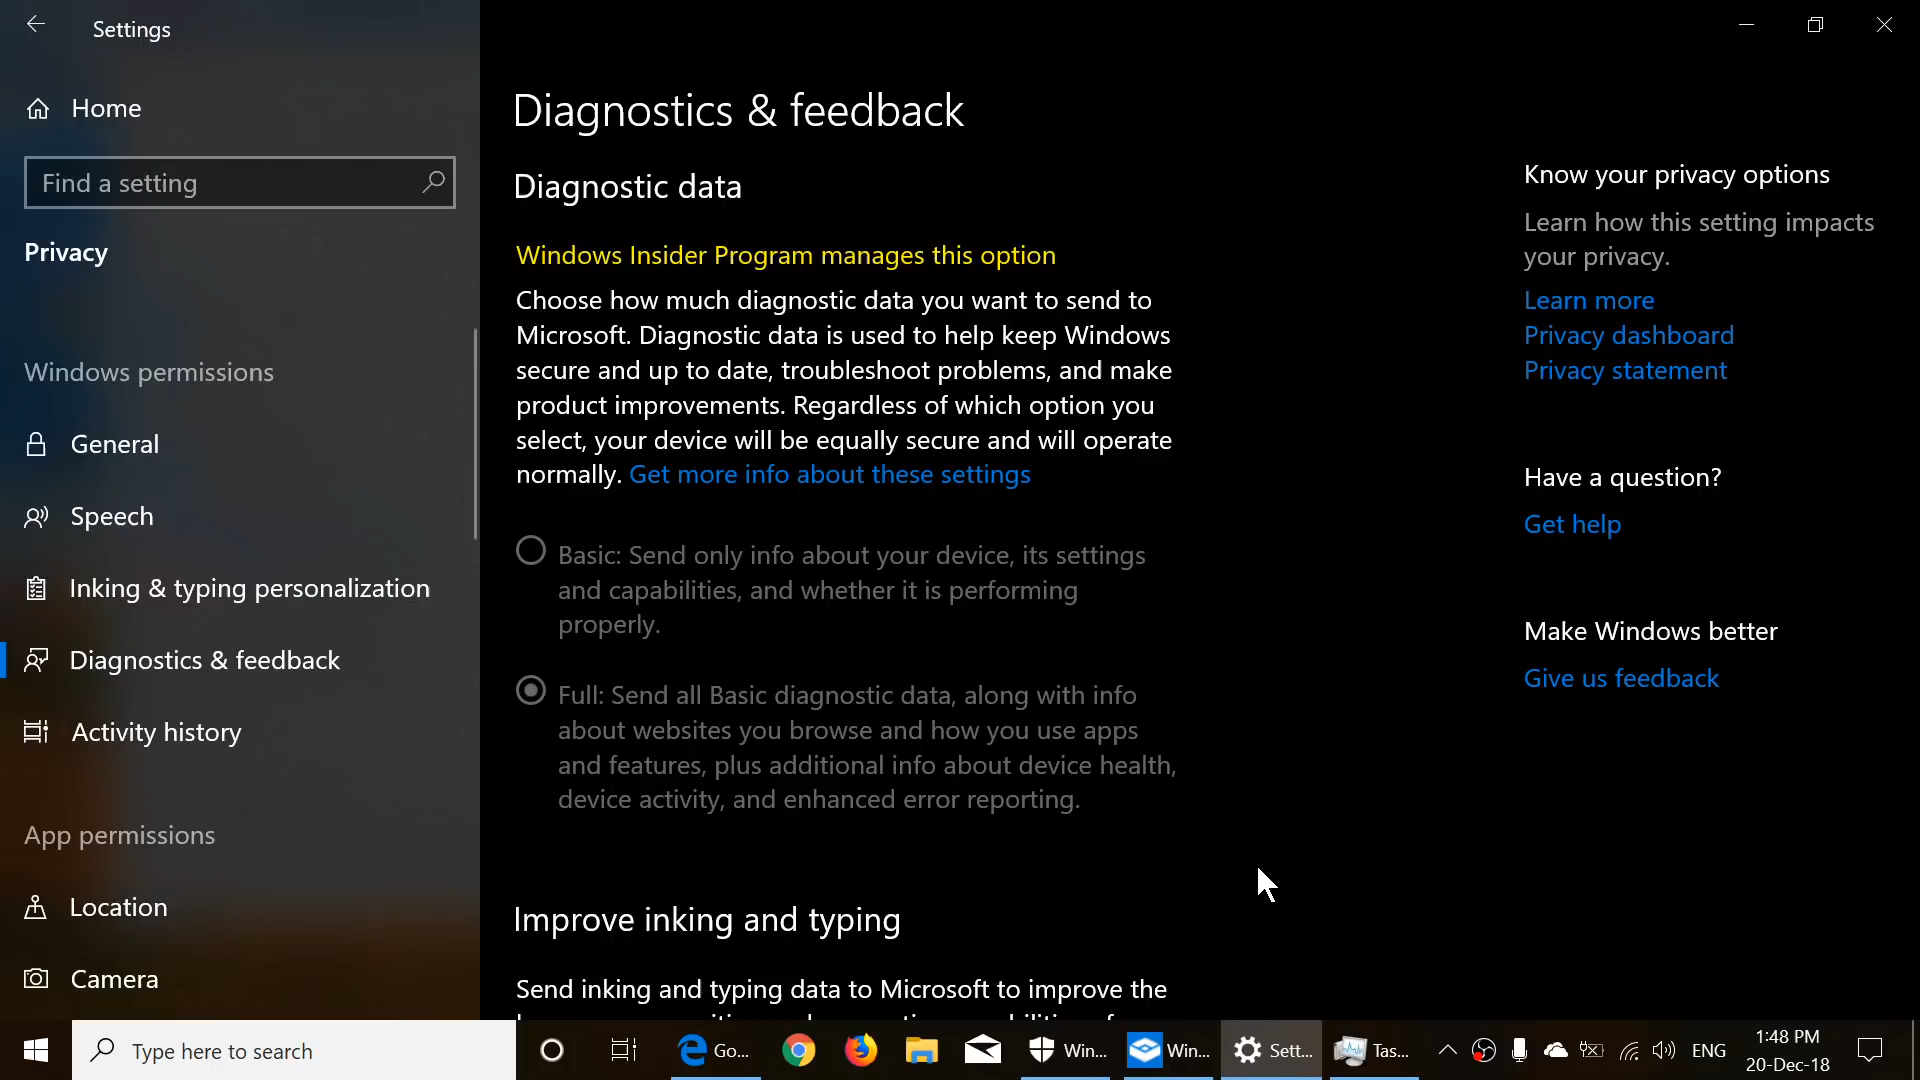 Settings
Home
Find a setting
Privacy
Windows permissions
General
Speech
Inking & typing personalization
Diagnostics & feedback
Activity history
App permissions
Location
Camera
Diagnostics & feedback
Diagnostic data
Windows Insider Program manages this option
Choose how much diagnostic data you want to send to
Microsoft. Diagnostic data is used to help keep Windows
secure and up to date, troubleshoot problems, and make
product improvements. Regardless of which option you
select, your device will be equally secure and will operate
normally. Get more info about these settings
Basic: Send only info about your device, its settings
and capabilities, and whether it is performing
properly.
Full: Send all Basic diagnostic data, along with info
about websites you browse and how you use apps
and features, plus additional info about device health,
device activity, and enhanced error reporting.
Improve inking and typing
Send inking and typing data to Microsoft to improve the
Know your privacy options
Learn how this setting impacts
your privacy.
Learn more
Privacy dashboard
Privacy statement
Have a question?
Get help
Make Windows better
Give us feedback
Type here to search
Go...
Win...
Win...
Sett...
Tas...
ENG
1:48 PM
20-Dec-18